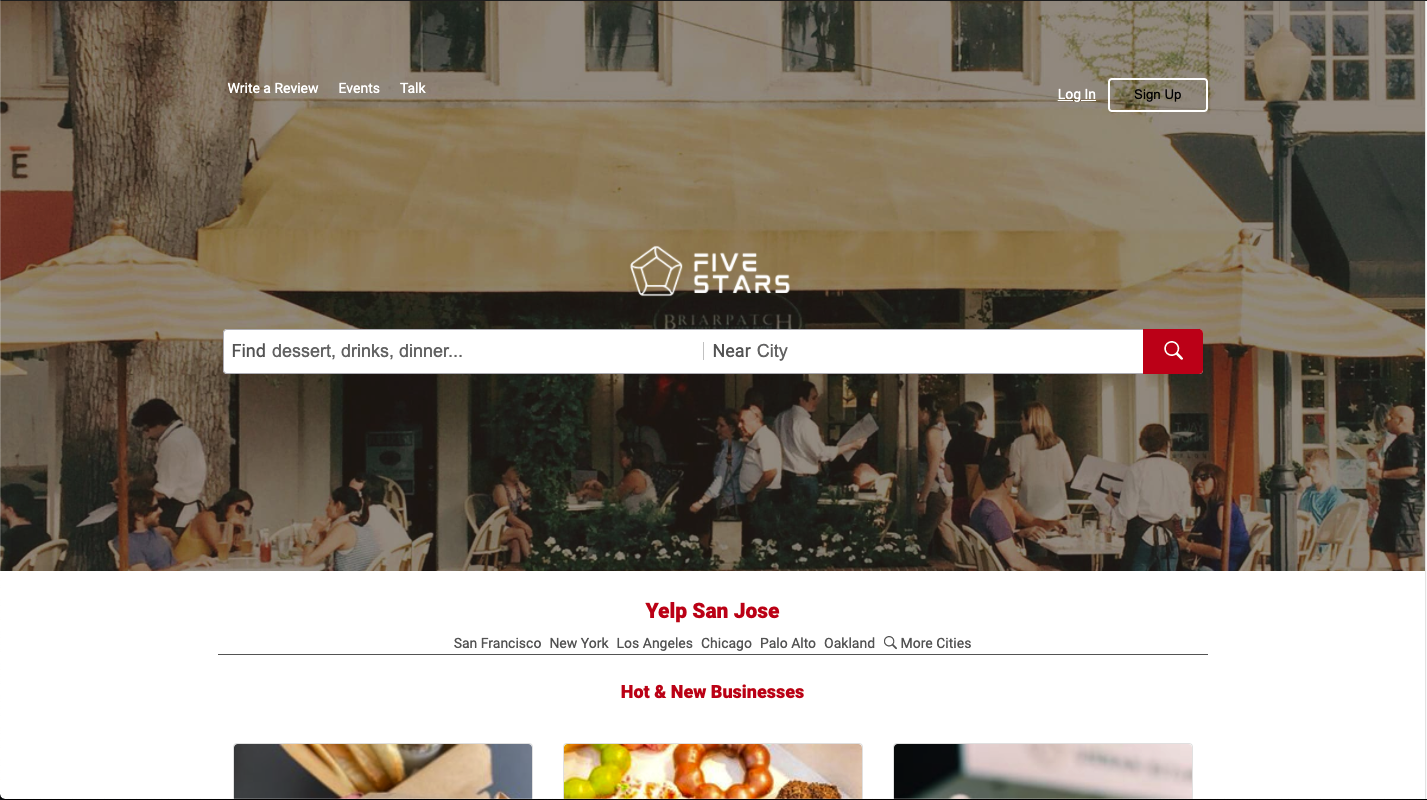 Write a Review Events Talk
Log In Sign Up
E
FIVE
STARS
BRIARPATCH
Find dessert, drinks, dinner... Near City
Yelp San Jose
San Francisco New York Los Angeles Chicago Palo Alto Oakland More Cities
Hot & New Businesses